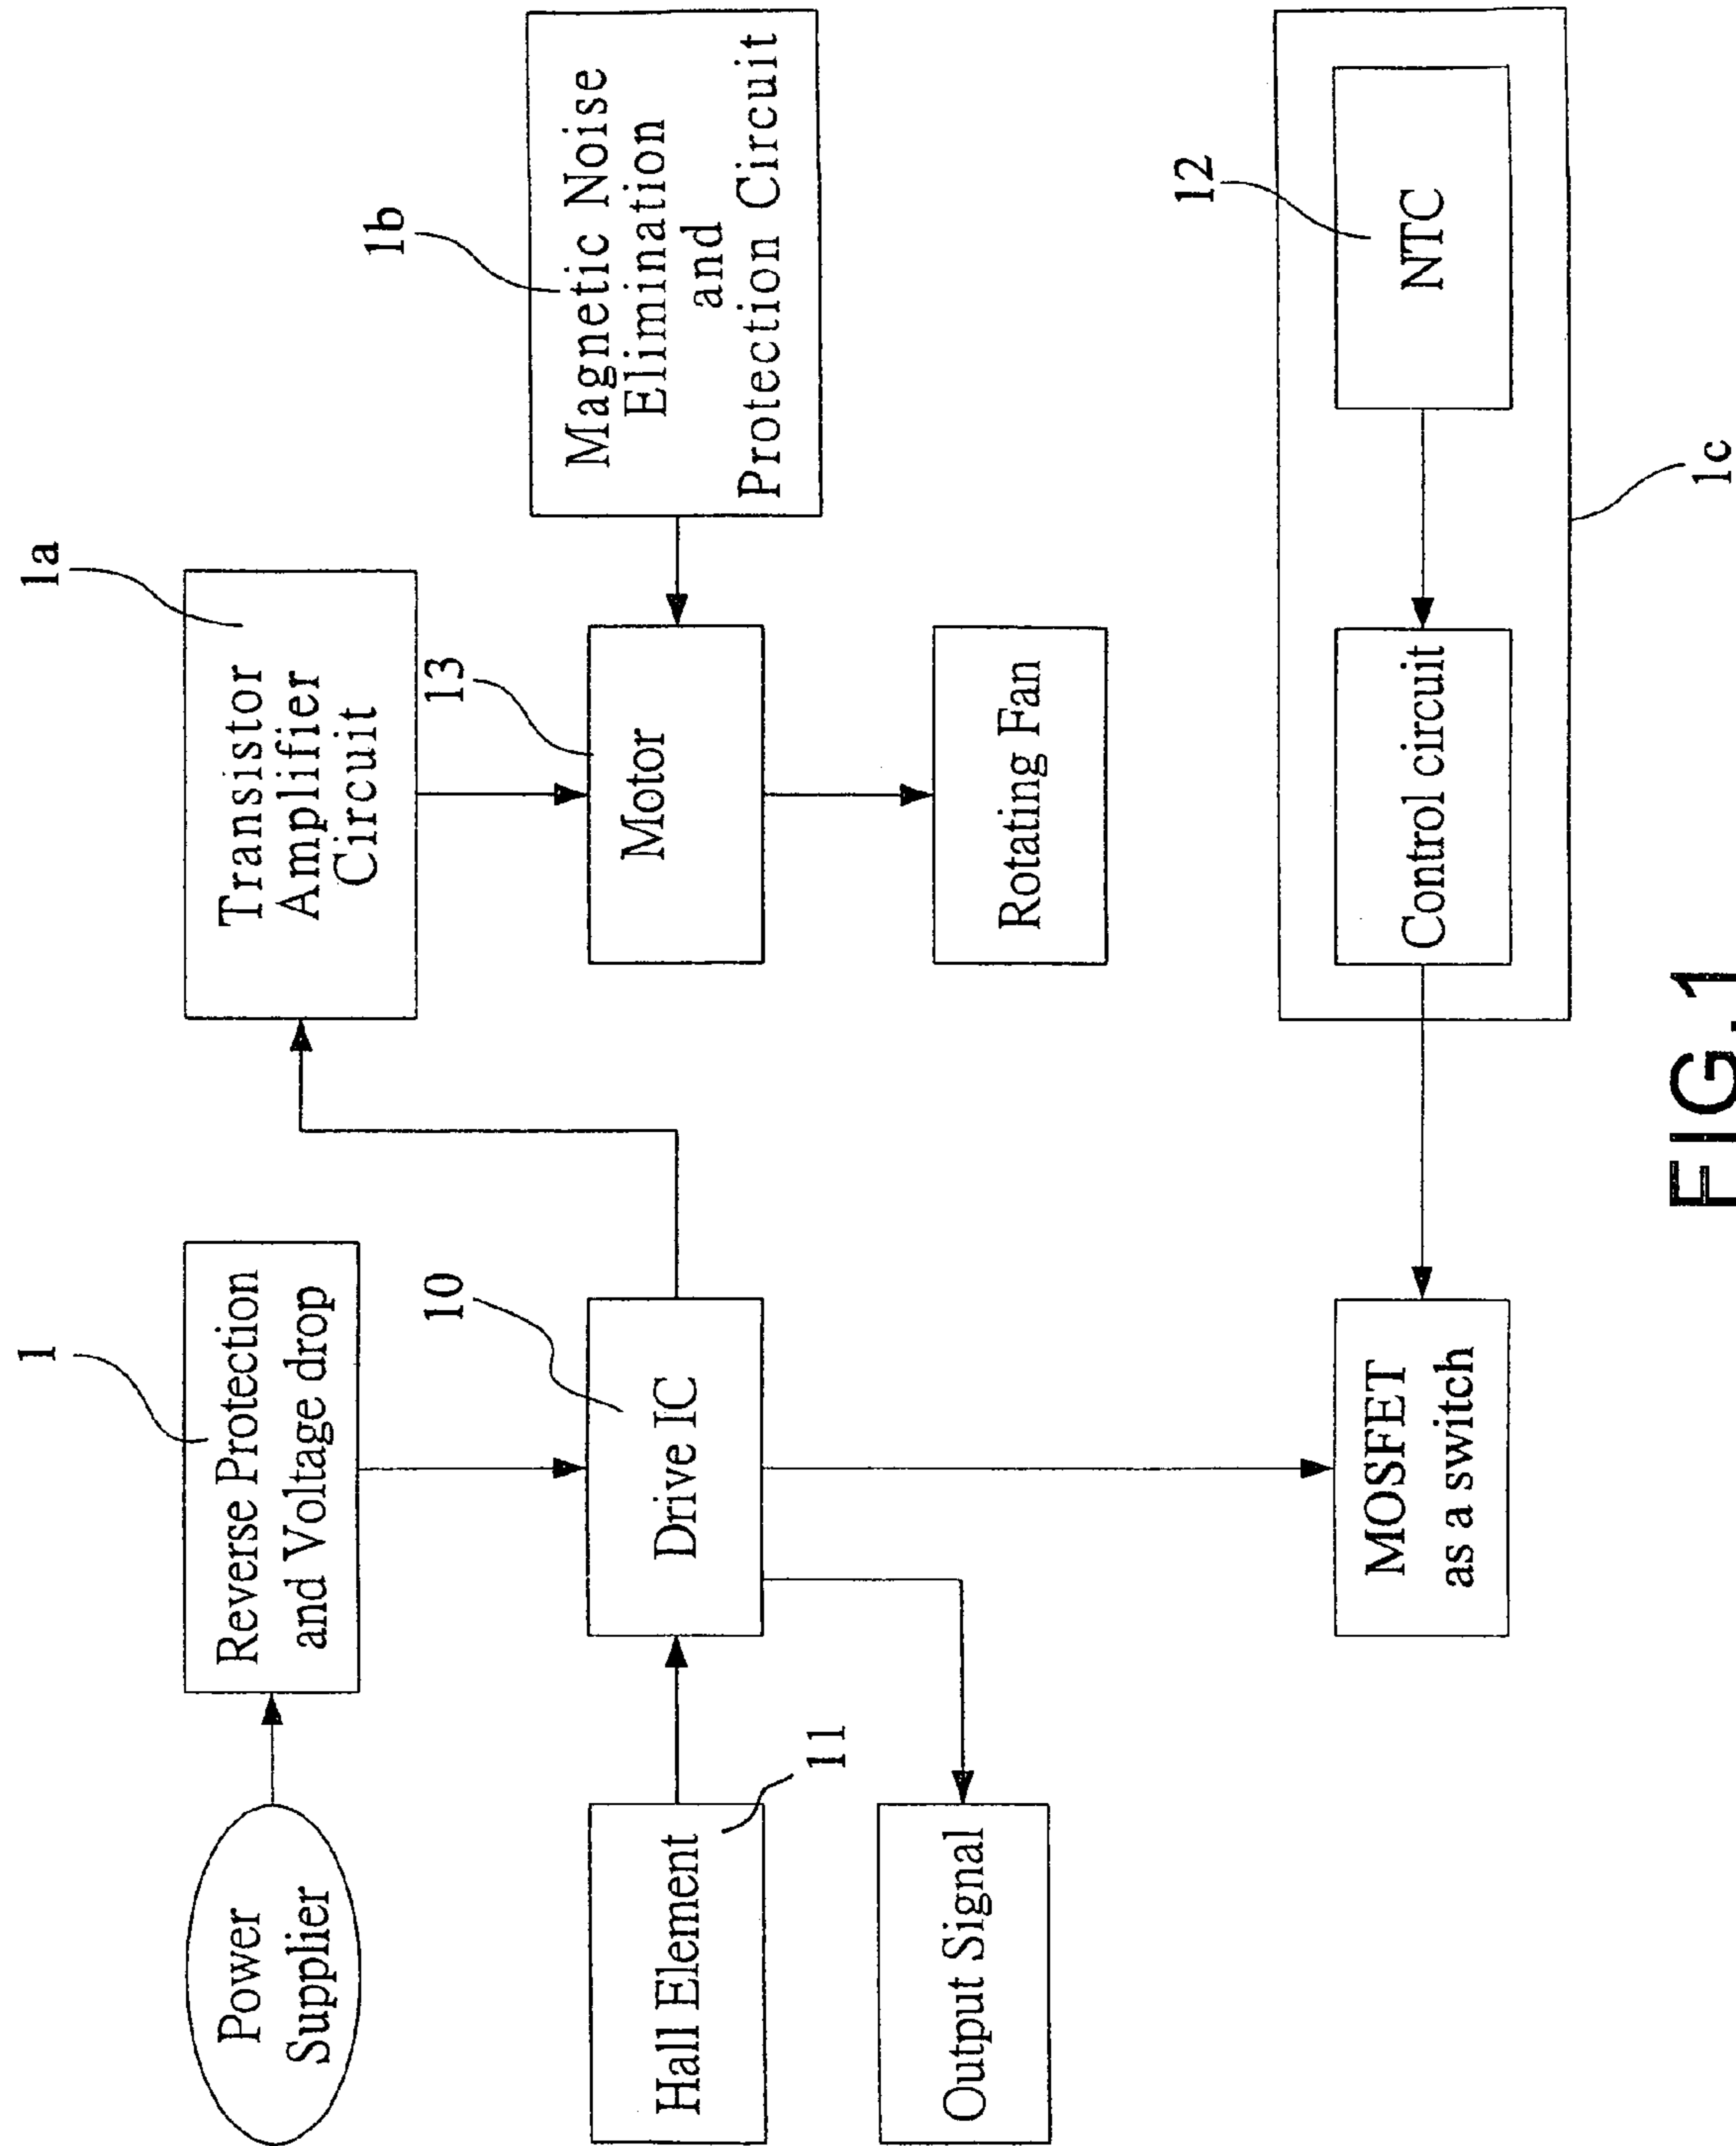 1
Power
Supplier
Reverse Protection
and Voltage drop
1a
Transistor
Amplifier
Circuit
11
Hall Element
10
Drive IC
13
Motor
1b
Magnetic Noise
Elimination
and
Protection Circuit
Output Signal
Rotating Fan
MOSFET
as a switch
Control circuit
12
NTC
1c
FIG.1